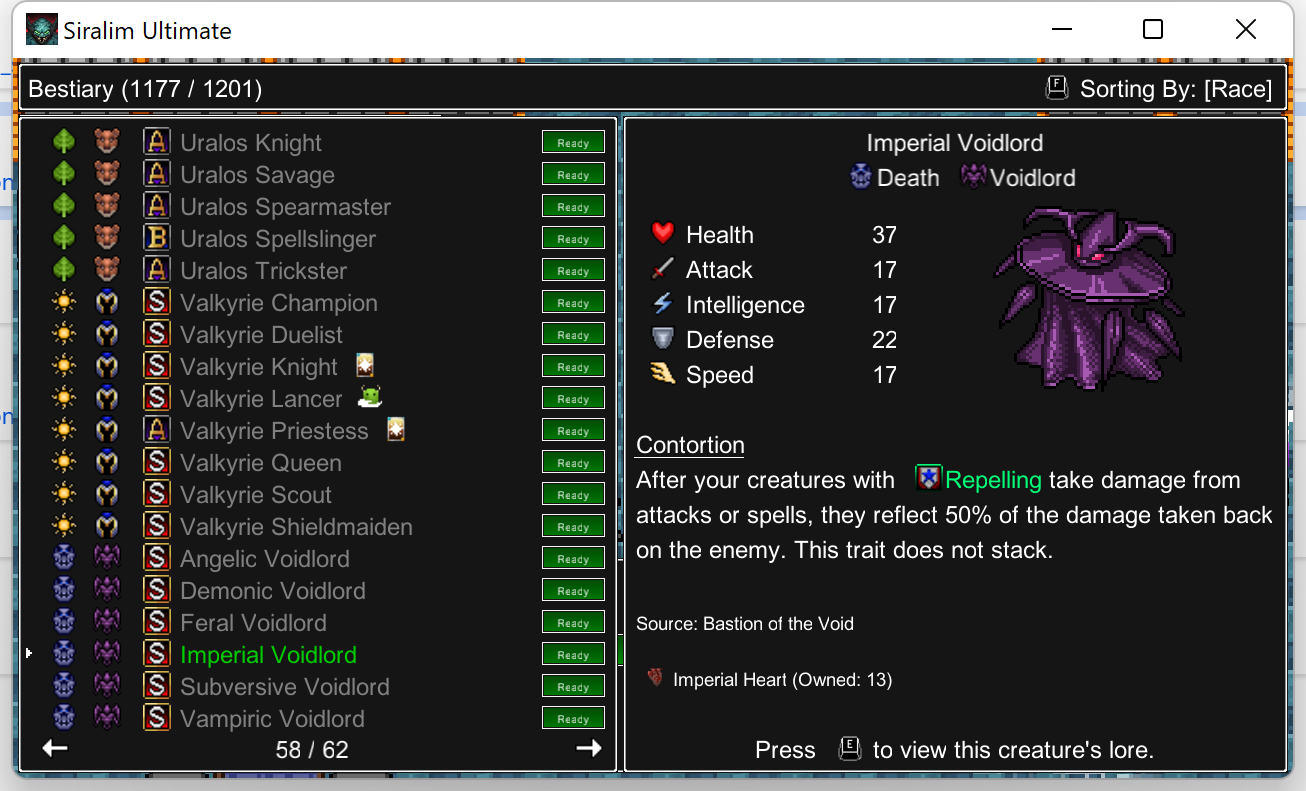 Siralim Ultimate
Bestiary (1177 / 1201)
F Sorting By: [Race]
A Uralos Knight Ready
A Uralos Savage Ready
A Uralos Spearmaster Ready
B Uralos Spellslinger Ready
A Uralos Trickster Ready
S Valkyrie Champion Ready
S Valkyrie Duelist Ready
S Valkyrie Knight Ready
S Valkyrie Lancer Ready
A Valkyrie Priestess Ready
S Valkyrie Queen Ready
S Valkyrie Scout Ready
S Valkyrie Shieldmaiden Ready
S Angelic Voidlord Ready
S Demonic Voidlord Ready
S Feral Voidlord Ready
S Imperial Voidlord Ready
S Subversive Voidlord Ready
S Vampiric Voidlord Ready
58 / 62
Imperial Voidlord
Death Voidlord
Health 37
Attack 17
Intelligence 17
Defense 22
Speed 17
Contortion
After your creatures with Repelling take damage from
attacks or spells, they reflect 50% of the damage taken back
on the enemy. This trait does not stack.
Source: Bastion of the Void
Imperial Heart (Owned: 13)
Press E to view this creature's lore.